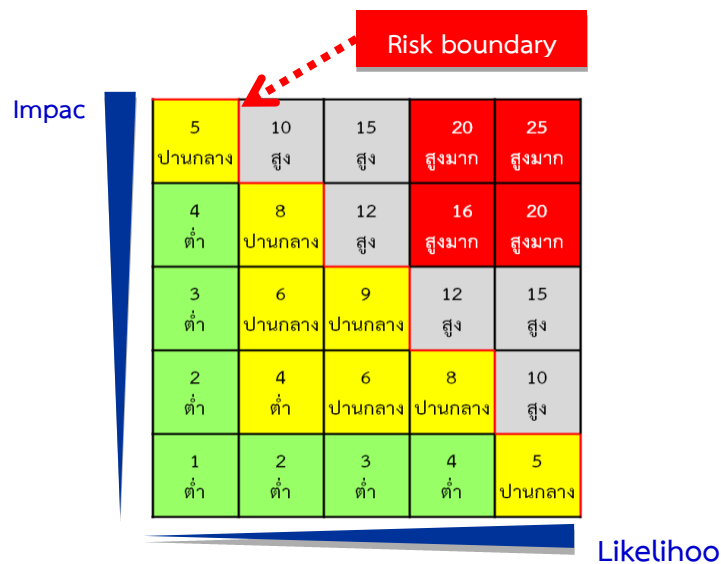 Risk boundary
Impac
5 10 15 20 25
ปานกลาง สูง สูง สูงมาก สูงมาก
4 8 12 16 20
ต่ำ ปานกลาง สูง สูงมาก สูงมาก
3 6 9 12 15
ต่ำ ปานกลาง ปานกลาง สูง สูง
2 4 6 8 10
ต่ำ ต่ำ ปานกลาง ปานกลาง สูง
1 2 3 4 5
ต่ำ ต่ำ ต่ำ ต่ำ ปานกลาง
Likelihoo